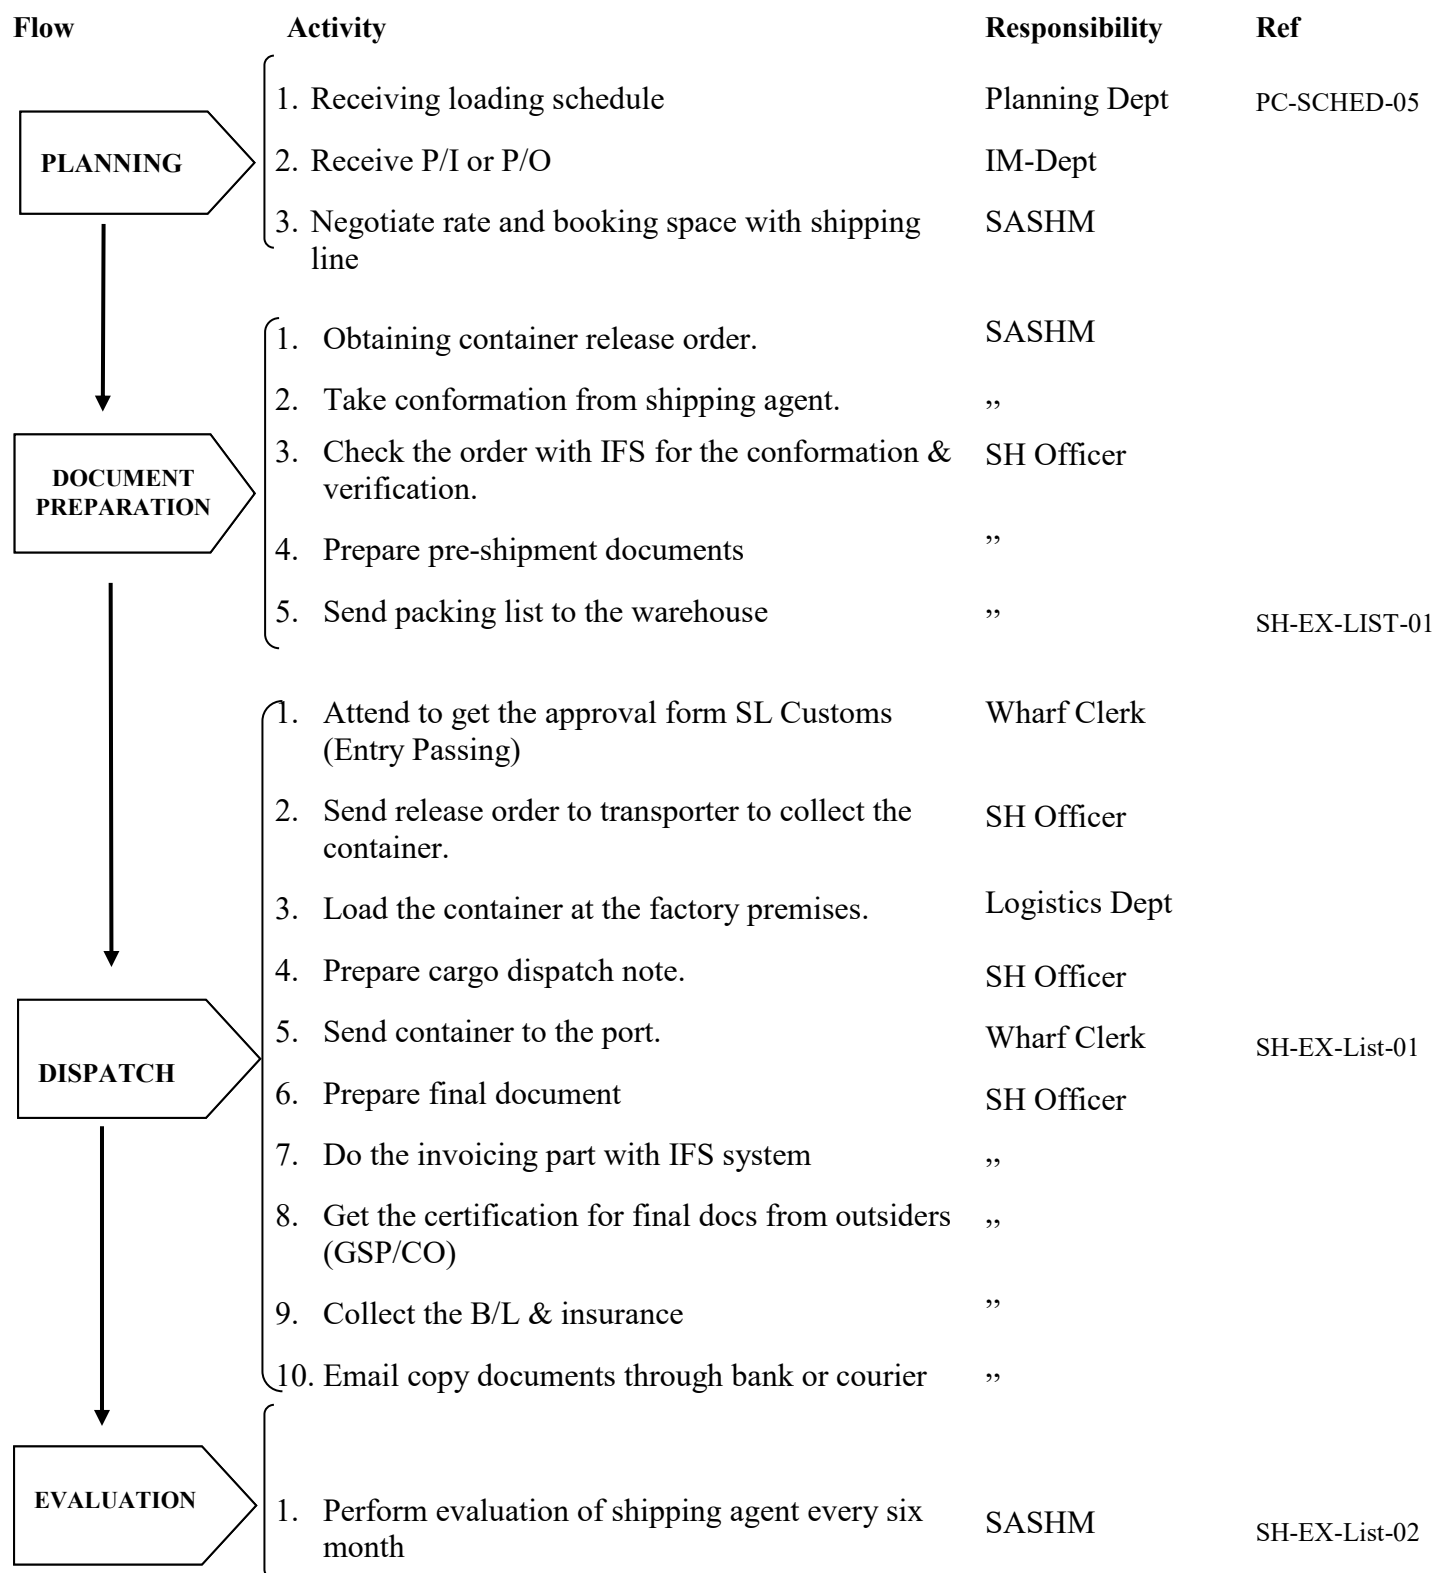 Flow Activity Responsibility Ref
1. Receiving loading schedule Planning Dept PC-SCHED-05
PLANNING 2. Receive P/I or P/O IM-Dept
3. Negotiate rate and booking space with shipping SASHM
line
1. Obtaining container release order. SASHM
2. Take conformation from shipping agent. ,,
3. Check the order with IFS for the conformation & SH Officer
verification.
DOCUMENT
PREPARATION
4. Prepare pre-shipment documents ,,
5. Send packing list to the warehouse ,, SH-EX-LIST-01
1. Attend to get the approval form SL Customs Wharf Clerk
(Entry Passing)
2. Send release order to transporter to collect the SH Officer
container.
3. Load the container at the factory premises. Logistics Dept
4. Prepare cargo dispatch note. SH Officer
5. Send container to the port. Wharf Clerk SH-EX-List-01
DISPATCH
6. Prepare final document SH Officer
7. Do the invoicing part with IFS system ,,
8. Get the certification for final docs from outsiders ,,
(GSP/CO)
9. Collect the B/L & insurance ,,
10. Email copy documents through bank or courier ,,
EVALUATION
1. Perform evaluation of shipping agent every six SASHM SH-EX-List-02
month